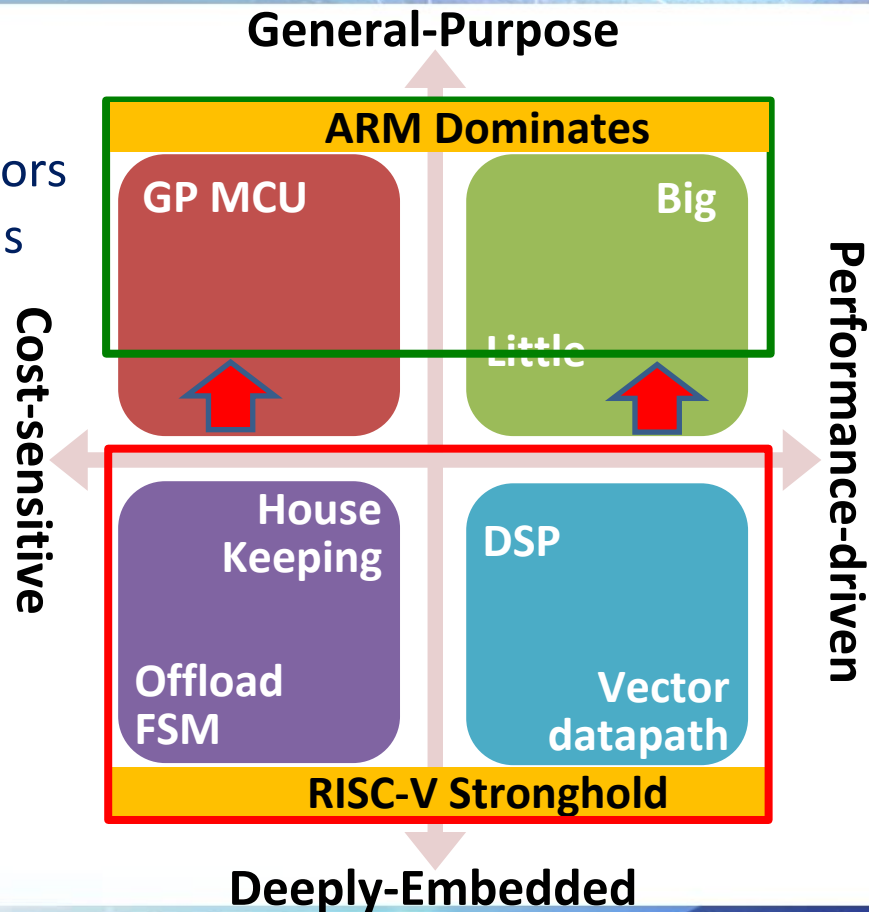 General-Purpose
ARM Dominates
ors
s
GP MCU
Big
Little
Cost-sensitive
Performance-driven
House
Keeping
DSP
Offload
FSM
Vector
datapath
RISC-V Stronghold
Deeply-Embedded